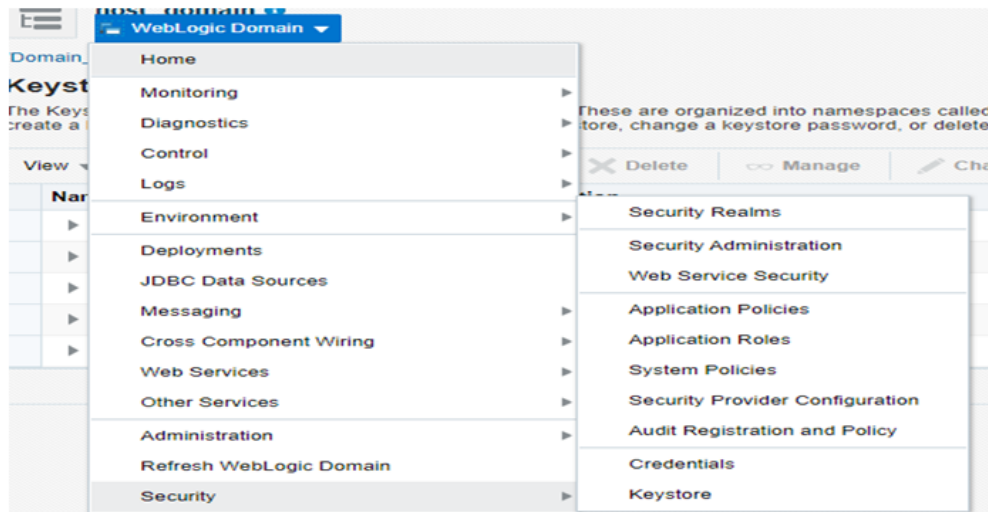 host_domain
WebLogic Domain
Domain_
Home
Keyst
Monitoring
The Keys
These are organized into namespaces called
Diagnostics
create a
tore, change a keystore password, or delete
Control
View
Delete
Manage
Cha
Logs
Nar
Environment
Security Realms
Deployments
Security Administration
JDBC Data Sources
Web Service Security
Messaging
Application Policies
Cross Component Wiring
Application Roles
Web Services
System Policies
Other Services
Security Provider Configuration
Administration
Audit Registration and Policy
Refresh WebLogic Domain
Credentials
Security
Keystore